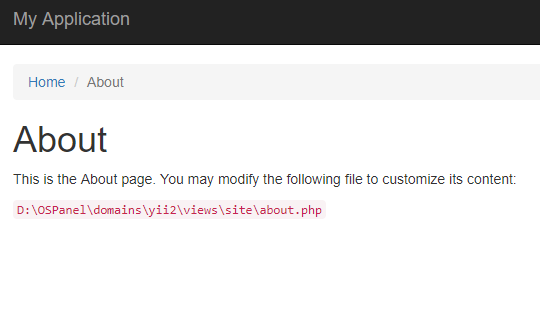 My Application
Home / About
About
This is the About page. You may modify the following file to customize its content:
D:\OSPanel\domains\yii2\views\site\about.php